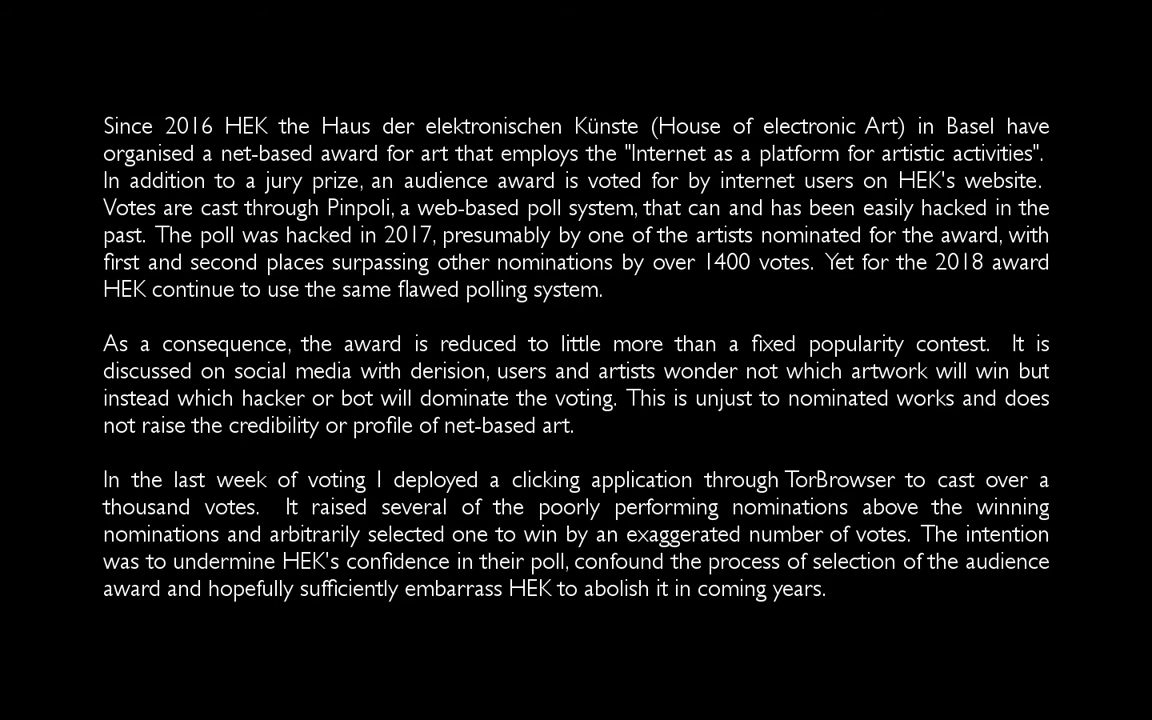 Since 2016 HEK the Haus der elektronischen Künste (House of electronic Art) in Basel have
organised a net-based award for art that employs the "Internet as a platform for artistic activities".
In addition to a jury prize, an audience award is voted for by internet users on HEK's website.
Votes are cast through Pinpoli, a web-based poll system, that can and has been easily hacked in the
past. The poll was hacked in 2017, presumably by one of the artists nominated for the award, with
first and second places surpassing other nominations by over 1400 votes. Yet for the 2018 award
HEK continue to use the same flawed polling system.
As a consequence, the award is reduced to little more than a fixed popularity contest. It is
discussed on social media with derision, users and artists wonder not which artwork will win but
instead which hacker or bot will dominate the voting. This is unjust to nominated works and does
not raise the credibility or profile of net-based art.
In the last week of voting I deployed a clicking application through TorBrowser to cast over a
thousand votes. It raised several of the poorly performing nominations above the winning
nominations and arbitrarily selected one to win by an exaggerated number of votes. The intention
was to undermine HEK's confidence in their poll, confound the process of selection of the audience
award and hopefully sufficiently embarrass HEK to abolish it in coming years.